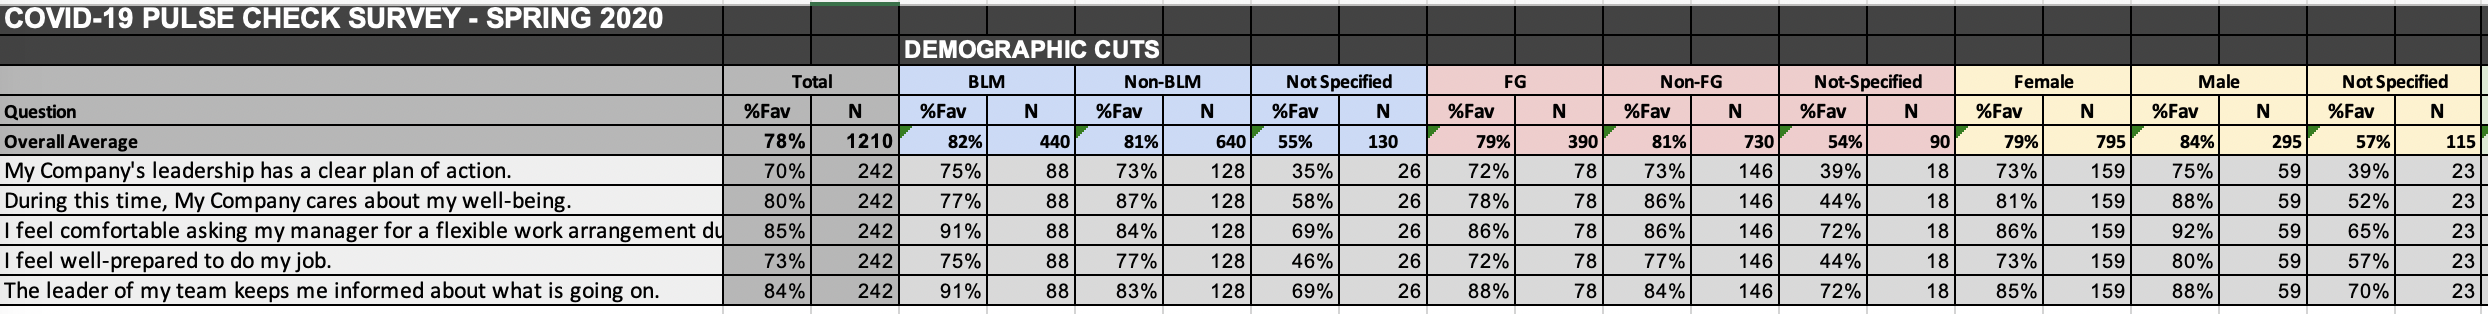 COVID-19 PULSE CHECK SURVEY - SPRING 2020
DEMOGRAPHIC CUTS
Total BLM Non-BLM Not Specified FG Non-FG Not-Specified Female Male Not Specified
Question %Fav N %Fav N %Fav N %Fav N %Fav N %Fav N %Fav N %Fav N %Fav N %Fav N
Overall Average 78% 1210 82% 440 81% 640 55% 130 79% 390 81% 730 54% 90 79% 795 84% 295 57% 115
My Company's leadership has a clear plan of action. 70% 242 75% 88 73% 128 35% 26 72% 78 73% 146 39% 18 73% 159 75% 59 39% 23
During this time, My Company cares about my well-being. 80% 242 77% 88 87% 128 58% 26 78% 78 86% 146 44% 18 81% 159 88% 59 52% 23
I feel comfortable asking my manager for a flexible work arrangement du 85% 242 91% 88 84% 128 69% 26 86% 78 86% 146 72% 18 86% 159 92% 59 65% 23
I feel well-prepared to do my job. 73% 242 75% 88 77% 128 46% 26 72% 78 77% 146 44% 18 73% 159 80% 59 57% 23
The leader of my team keeps me informed about what is going on. 84% 242 91% 88 83% 128 69% 26 88% 78 84% 146 72% 18 85% 159 88% 59 70% 23